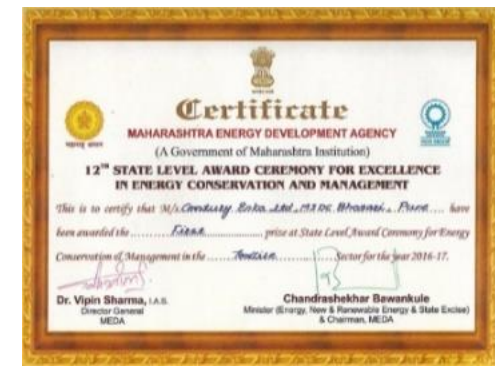 Certificate
MAHARASHTRA ENERGY DEVELOPMENT AGENCY
(A Government of Maharashtra Institution)
12TH STATE LEVEL AWARD CEREMONY FOR EXCELLENCE
IN ENERGY CONSERVATION AND MANAGEMENT
This is to certify that M/s Century Enka Ltd, MIDC Bhosari, Pune have
been awarded the First prize at State Level Award Ceremony for Energy
Conservation & Management in the Sector for the year 2016-17.
Dr. Vipin Sharma, I.A.S.
Director General
MEDA
Chandrashekhar Bawankule
Minister (Energy, New & Renewable Energy & State Excise)
& Chairman, MEDA